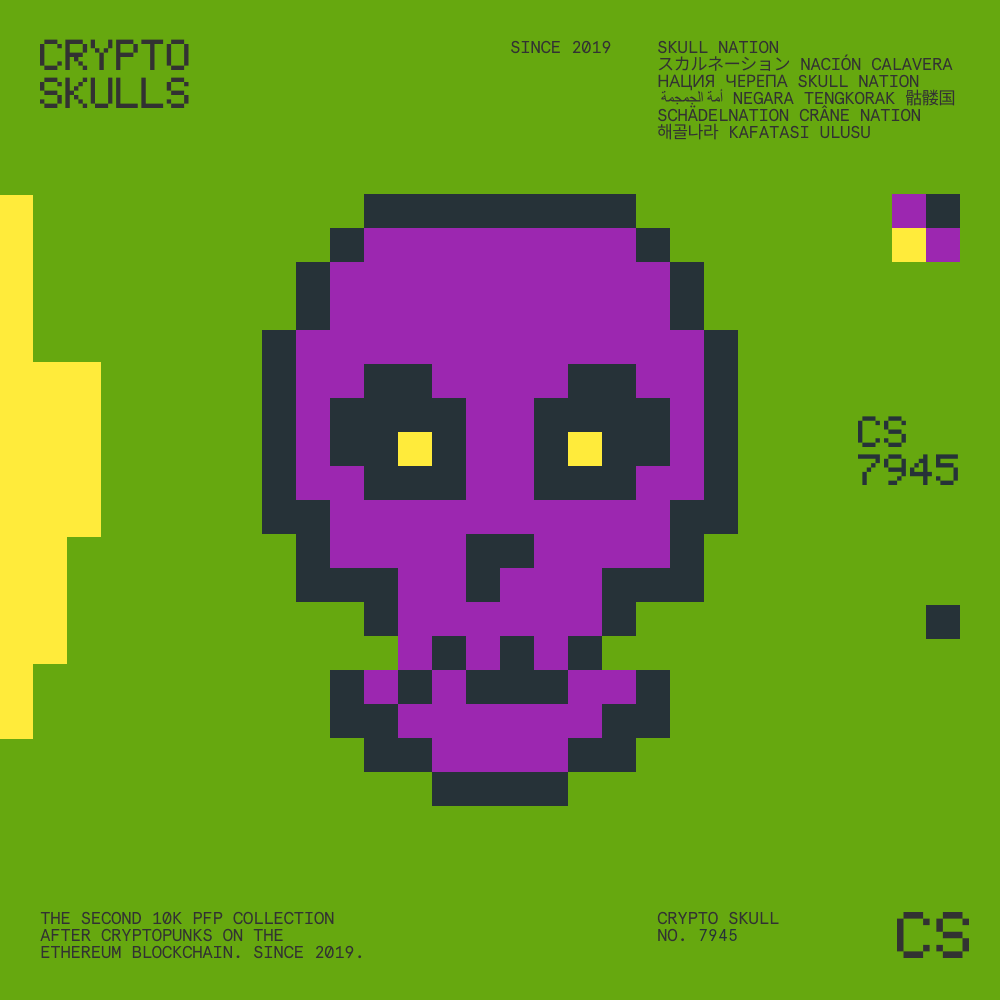 CRYPTO
SKULLS
SINCE 2019
SKULL NATION
スカルネーション NACIÓN CALAVERA
НАЦИЯ ЧЕРЕПА SKULL NATION
أمة الجمجمة NEGARA TENGKORAK 骷髅国
SCHÄDELNATION CRÂNE NATION
해골나라 KAFATASI ULUSU
CS
7945
THE SECOND 10K PFP COLLECTION
AFTER CRYPTOPUNKS ON THE
ETHEREUM BLOCKCHAIN. SINCE 2019.
CRYPTO SKULL
NO. 7945
CS